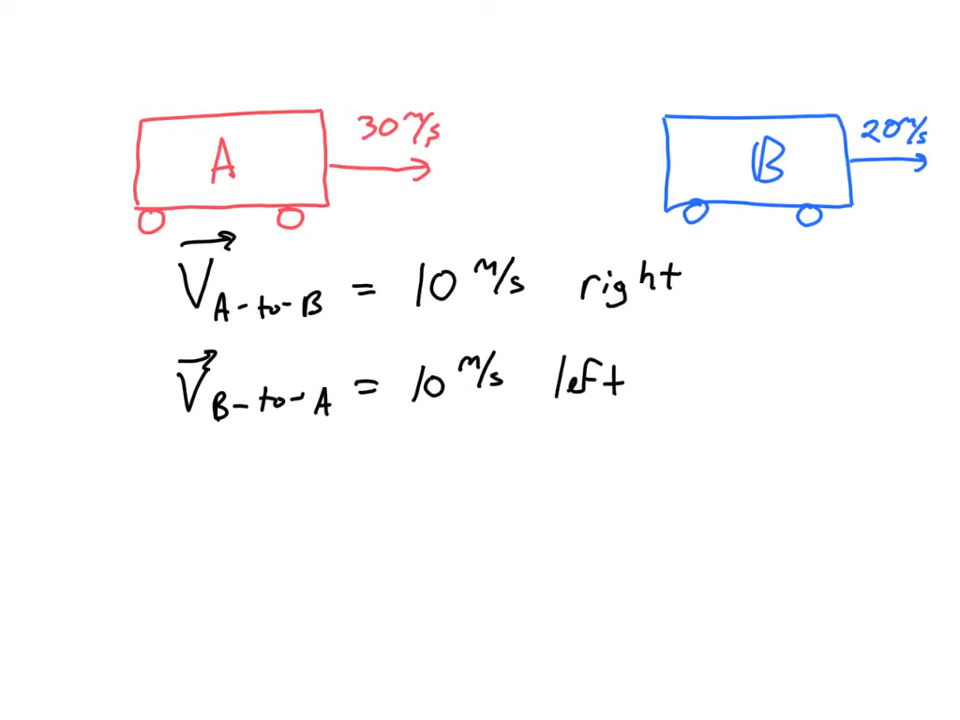 30 m/s 20 m/s
A B
V A-to-B = 10 m/s right
V B-to-A = 10 m/s left